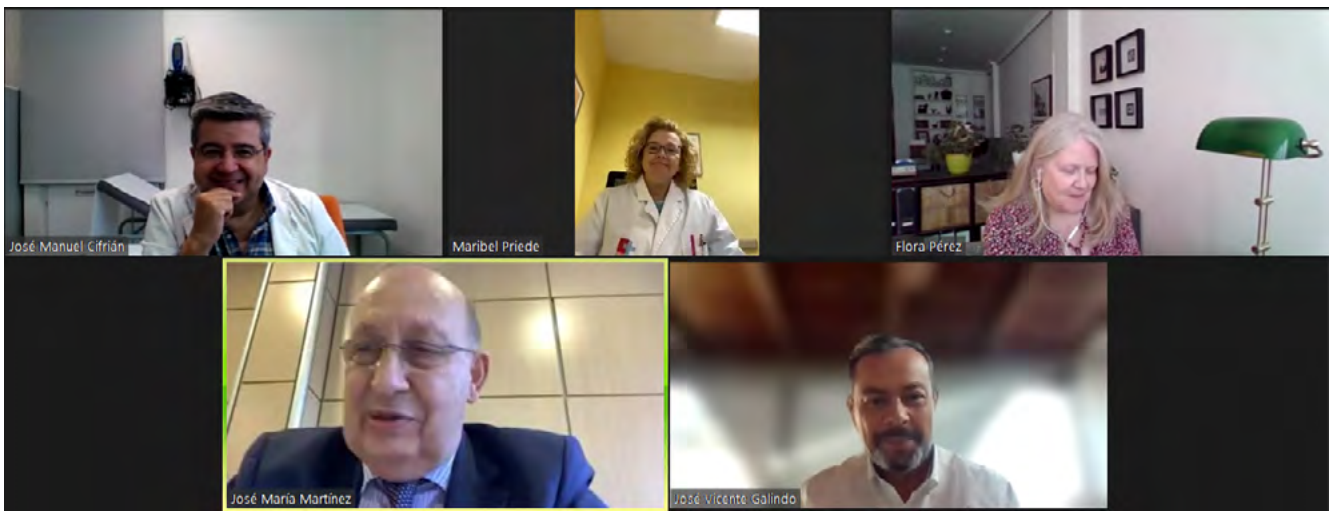 José Manuel Cifrián
Maribel Priede
Flora Pérez
José María Martínez
José Vicente Galindo